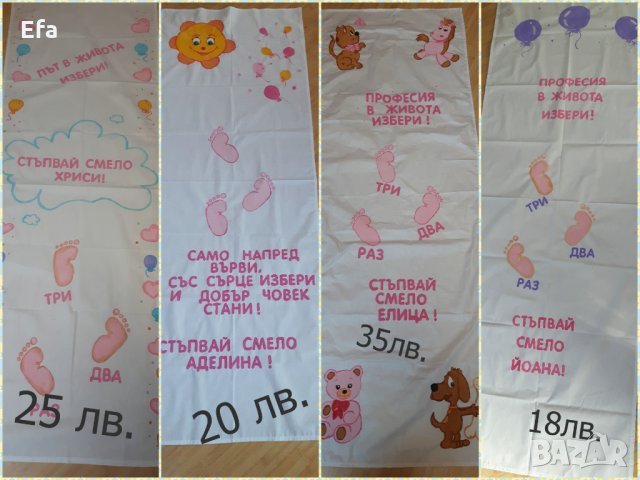 Efa
ПЪТ В ЖИВОТА
ИЗБЕРИ!
СТЪПВАЙ СМЕЛО
ХРИСИ!
ТРИ
ДВА
РАЗ
25 лв.
САМО НАПРЕД
ВЪРВИ,
СЪС СЪРЦЕ ИЗБЕРИ
И ДОБЪР ЧОВЕК
СТАНИ!
СТЪПВАЙ СМЕЛО
АДЕЛИНА!
20 лв.
ПРОФЕСИЯ
В ЖИВОТА
ИЗБЕРИ!
ТРИ
ДВА
РАЗ
СТЪПВАЙ
СМЕЛО
ЕЛИЦА!
35лв.
ПРОФЕСИЯ
В ЖИВОТА
ИЗБЕРИ!
ТРИ
ДВА
РАЗ
СТЪПВАЙ
СМЕЛО
ЙОАНА!
18лв.
BAZAR